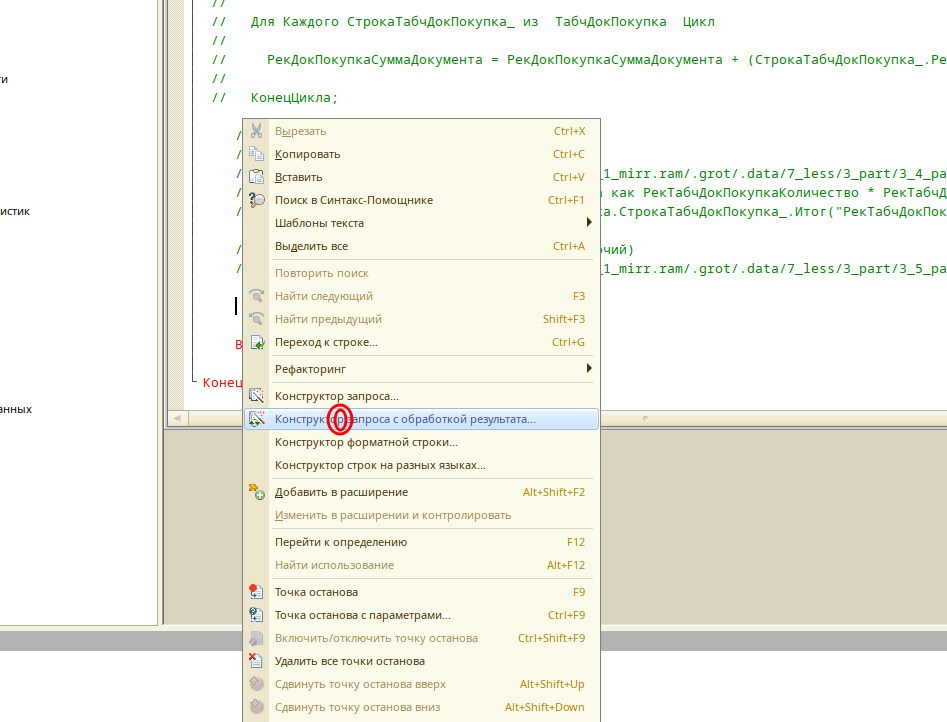 //
// Для Каждого СтрокаТабчДокПокупка_ из ТабчДокПокупка Цикл
//
// РекДокПокупкаСуммаДокумента = РекДокПокупкаСуммаДокумента + (СтрокаТабчДокПокупка_.Ре
//
// КонецЦикла;
ти
истик
анных
Вырезать Ctrl+X
Копировать Ctrl+C
Вставить Ctrl+V
Поиск в Синтакс-Помощнике Ctrl+F1
Шаблоны текста
Выделить все Ctrl+A
Повторить поиск
Найти следующий F3
Найти предыдущий Shift+F3
Переход к строке... Ctrl+G
Рефакторинг
Конструктор запроса...
Конструктор запроса с обработкой результата...
Конструктор форматной строки...
Конструктор строк на разных языках...
Добавить в расширение Alt+Shift+F2
Изменить в расширении и контролировать
Перейти к определению F12
Найти использование Alt+F12
Точка останова F9
Точка останова с параметрами... Ctrl+F9
Включить/отключить точку останова Ctrl+Shift+F9
Удалить все точки останова
Сдвинуть точку останова вверх Alt+Shift+Up
Сдвинуть точку останова вниз Alt+Shift+Down
_1_mirr.ram/.grot/.data/7_less/3_part/3_4_pa
как РекТабчДокПокупкаКоличество * РекТабчД
ка.СтрокаТабчДокПокупка_.Итог("РекТабчДокПок
очий)
_1_mirr.ram/.grot/.data/7_less/3_part/3_5_pa
В
Конец